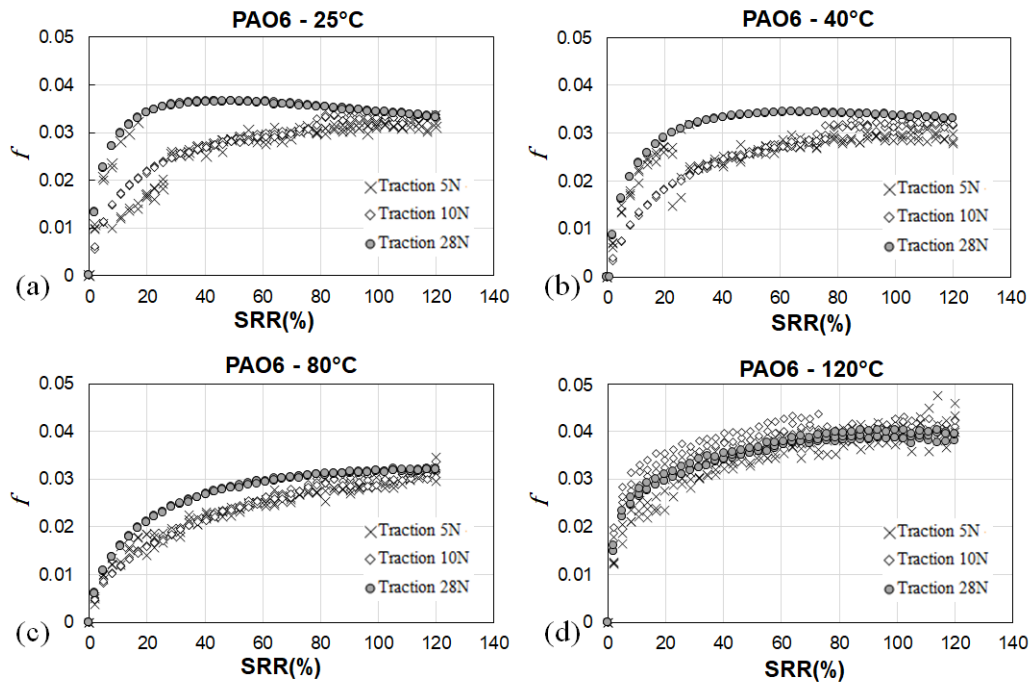 PAO6 - 25°C
0.05
0.04
0.03
0.02
0.01
0
f
Traction 5N
Traction 10N
Traction 28N
0 20 40 60 80 100 120 140
SRR(%)
(a)
PAO6 - 40°C
0.05
0.04
0.03
0.02
0.01
0
f
Traction 5N
Traction 10N
Traction 28N
0 20 40 60 80 100 120 140
SRR(%)
(b)
PAO6 - 80°C
0.05
0.04
0.03
0.02
0.01
0
f
Traction 5N
Traction 10N
Traction 28N
0 20 40 60 80 100 120 140
SRR(%)
(c)
PAO6 - 120°C
0.05
0.04
0.03
0.02
0.01
0
f
Traction 5N
Traction 10N
Traction 28N
0 20 40 60 80 100 120 140
SRR(%)
(d)